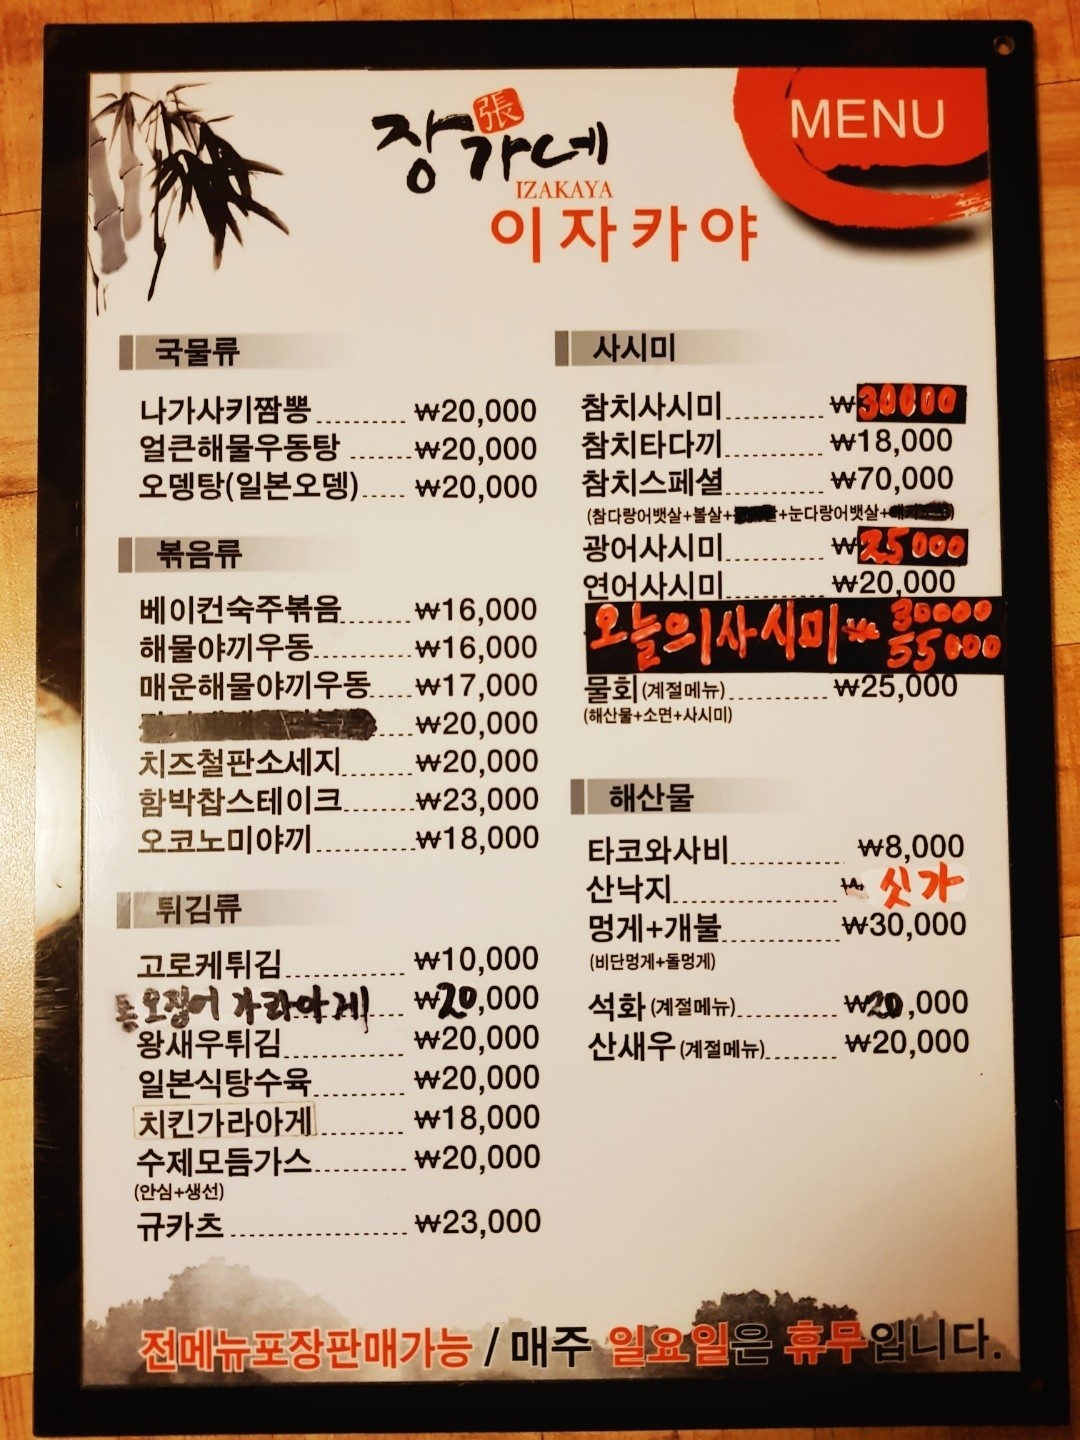 張
장가네
IZAKAYA
이자카야
MENU
국물류
나가사키짬뽕 ₩20,000
얼큰해물우동탕 ₩20,000
오뎅탕(일본오뎅) ₩20,000
볶음류
베이컨숙주볶음 ₩16,000
해물야끼우동 ₩16,000
매운해물야끼우동 ₩17,000
₩20,000
치즈철판소세지 ₩20,000
함박찹스테이크 ₩23,000
오코노미야끼 ₩18,000
튀김류
고로케튀김 ₩10,000
통오징어 가라아게 ₩20,000
왕새우튀김 ₩20,000
일본식탕수육 ₩20,000
치킨가라아게 ₩18,000
수제모듬가스 ₩20,000
(안심+생선)
규카츠 ₩23,000
사시미
참치사시미 ₩30000
참치타다끼 ₩18,000
참치스페셜 ₩70,000
(참다랑어뱃살+볼살+ +눈다랑어뱃살+ )
광어사시미 ₩25000
연어사시미 ₩20,000
오늘의사시미 ₩ 30000
55000
물회(계절메뉴) ₩25,000
(해산물+소면+사시미)
해산물
타코와사비 ₩8,000
산낙지 ₩ 싯가
멍게+개불 ₩30,000
(비단멍게+돌멍게)
석화(계절메뉴) ₩20,000
산새우(계절메뉴) ₩20,000
전메뉴포장판매가능 / 매주 일요일은 휴무입니다.